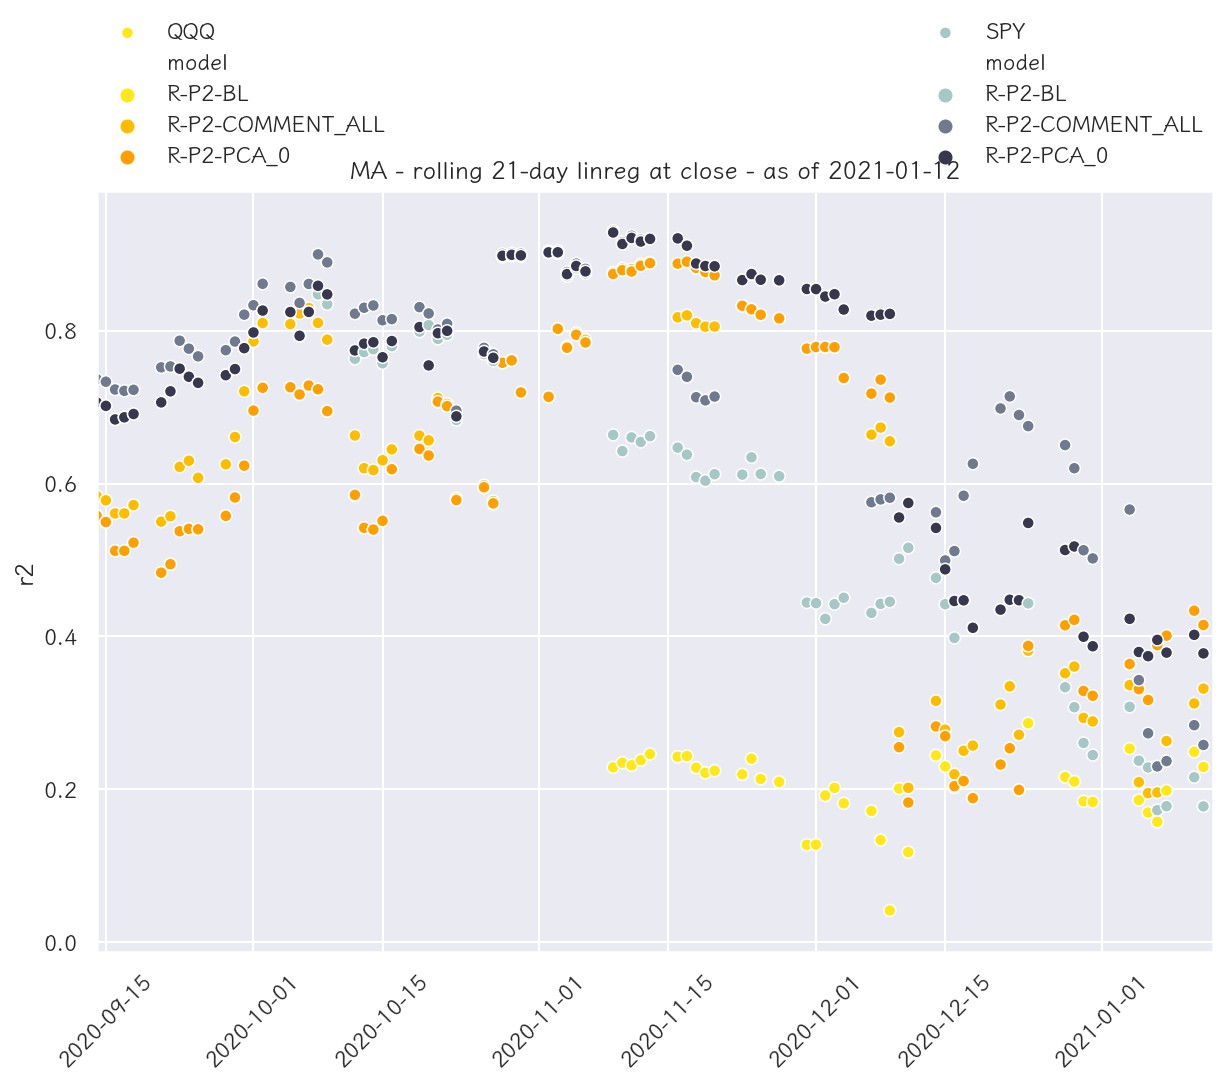 QQQ
model
R-P2-BL
R-P2-COMMENT_ALL
R-P2-PCA_0
SPY
model
R-P2-BL
R-P2-COMMENT_ALL
R-P2-PCA_0
MA - rolling 21-day linreg at close - as of 2021-01-12
r2
0.8
0.6
0.4
0.2
0.0
2020-09-15
2020-10-01
2020-10-15
2020-11-01
2020-11-15
2020-12-01
2020-12-15
2021-01-01